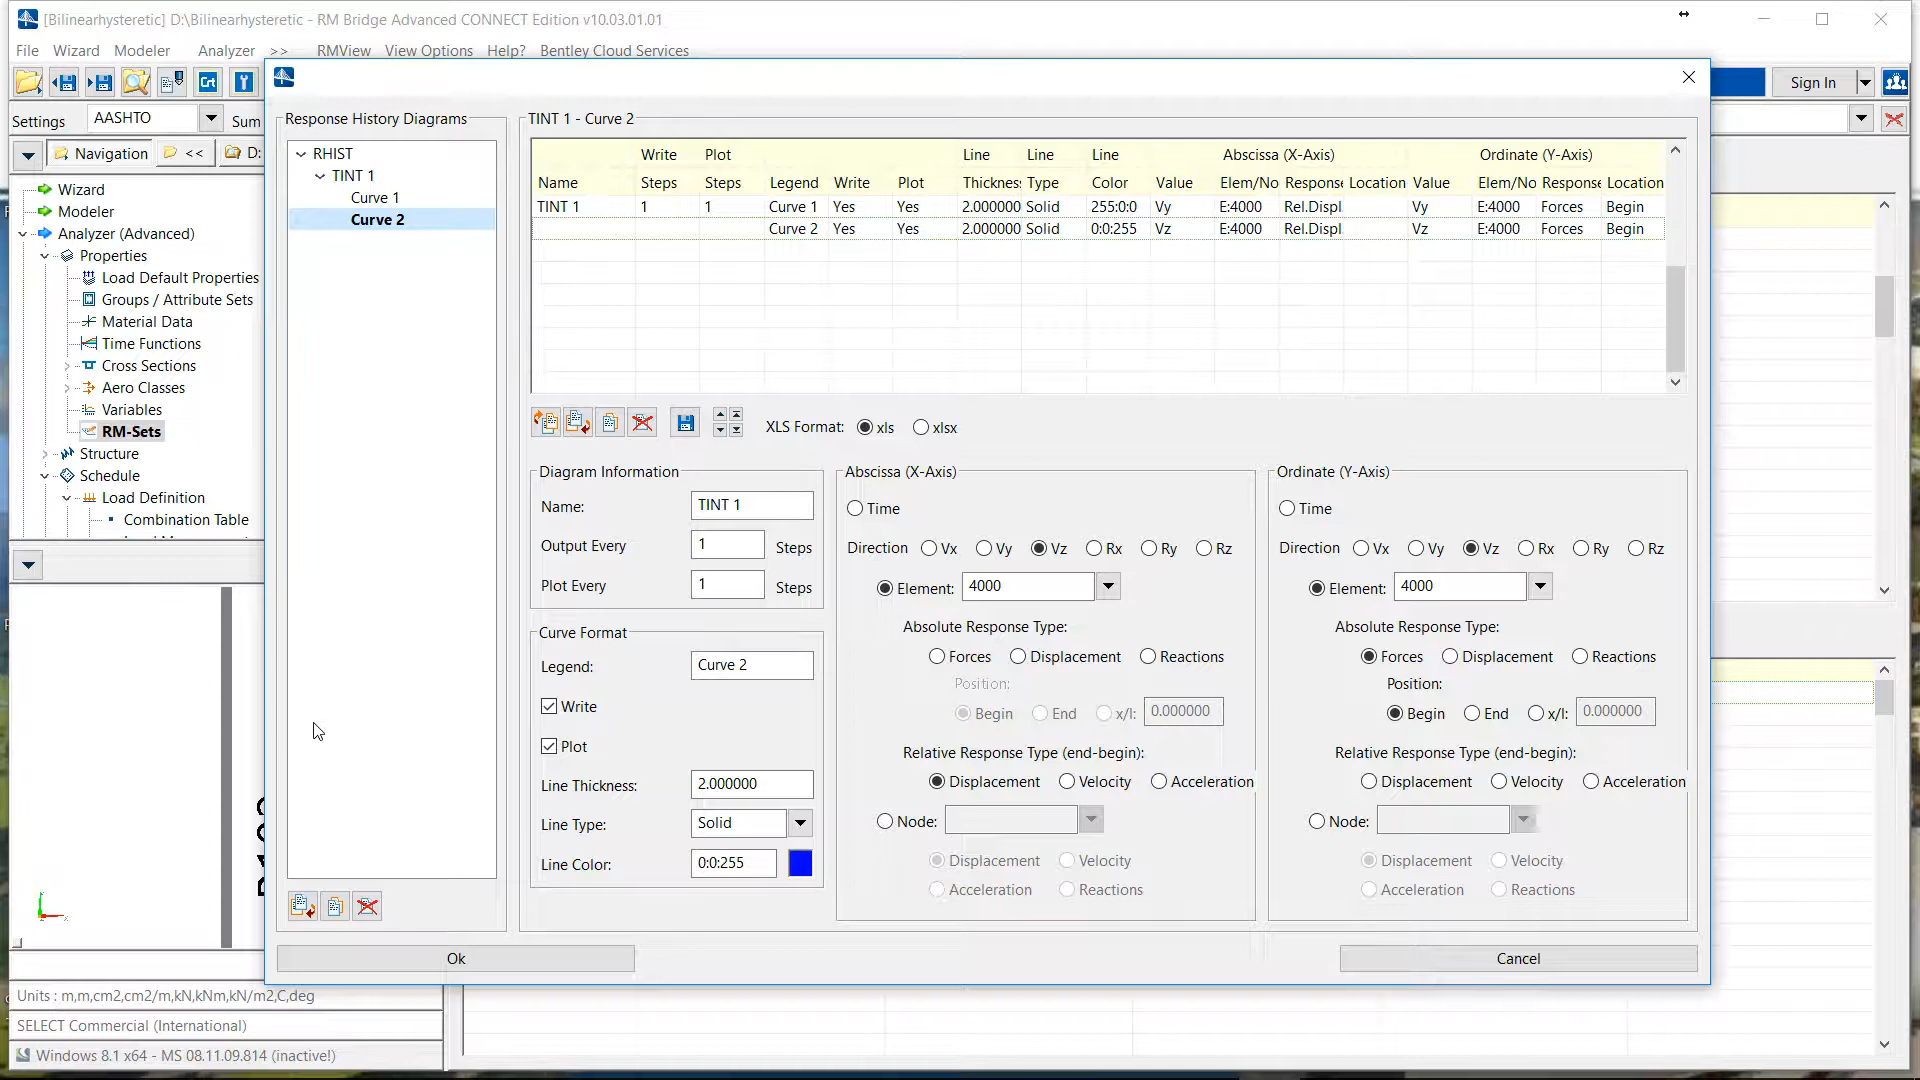 [Bilinearhysteretic] D:\Bilinearhysteretic - RM Bridge Advanced CONNECT Edition v10.03.01.01
File Wizard Modeler Analyzer >> RMView View Options Help? Bentley Cloud Services
Crt
Sign In
Settings AASHTO Sum
Navigation << D:
Wizard
Modeler
Analyzer (Advanced)
Properties
Load Default Properties
Groups / Attribute Sets
Material Data
Time Functions
Cross Sections
Aero Classes
Variables
RM-Sets
Structure
Schedule
Load Definition
Combination Table
Units : m,m,cm2,cm2/m,kN,kNm,kN/m2,C,deg
SELECT Commercial (International)
Windows 8.1 x64 - MS 08.11.09.814 (inactive!)
Response History Diagrams
RHIST
TINT 1
Curve 1
Curve 2
TINT 1 - Curve 2
Write Plot Line Line Line Abscissa (X-Axis) Ordinate (Y-Axis)
Name Steps Steps Legend Write Plot Thicknes Type Color Value Elem/No Response Location Value Elem/No Response Location
TINT 1 1 1 Curve 1 Yes Yes 2.000000 Solid 255:0:0 Vy E:4000 Rel.Displ Vy E:4000 Forces Begin
Curve 2 Yes Yes 2.000000 Solid 0:0:255 Vz E:4000 Rel.Displ Vz E:4000 Forces Begin
XLS Format: xls xlsx
Diagram Information
Name: TINT 1
Output Every 1 Steps
Plot Every 1 Steps
Curve Format
Legend: Curve 2
Write
Plot
Line Thickness: 2.000000
Line Type: Solid
Line Color: 0:0:255
Abscissa (X-Axis)
Time
Direction Vx Vy Vz Rx Ry Rz
Element: 4000
Absolute Response Type:
Forces Displacement Reactions
Position:
Begin End x/l: 0.000000
Relative Response Type (end-begin):
Displacement Velocity Acceleration
Node:
Displacement Velocity
Acceleration Reactions
Ordinate (Y-Axis)
Time
Direction Vx Vy Vz Rx Ry Rz
Element: 4000
Absolute Response Type:
Forces Displacement Reactions
Position:
Begin End x/l: 0.000000
Relative Response Type (end-begin):
Displacement Velocity Acceleration
Node:
Displacement Velocity
Acceleration Reactions
Ok Cancel